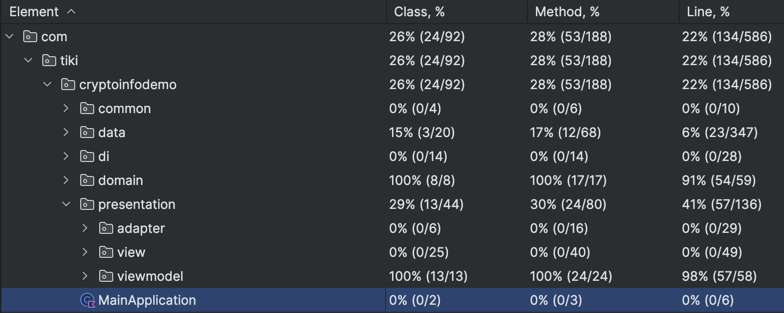 Element Class, % Method, % Line, %
com 26% (24/92) 28% (53/188) 22% (134/586)
tiki 26% (24/92) 28% (53/188) 22% (134/586)
cryptoinfodemo 26% (24/92) 28% (53/188) 22% (134/586)
common 0% (0/4) 0% (0/6) 0% (0/10)
data 15% (3/20) 17% (12/68) 6% (23/347)
di 0% (0/14) 0% (0/14) 0% (0/28)
domain 100% (8/8) 100% (17/17) 91% (54/59)
presentation 29% (13/44) 30% (24/80) 41% (57/136)
adapter 0% (0/6) 0% (0/16) 0% (0/29)
view 0% (0/25) 0% (0/40) 0% (0/49)
viewmodel 100% (13/13) 100% (24/24) 98% (57/58)
MainApplication 0% (0/2) 0% (0/3) 0% (0/6)